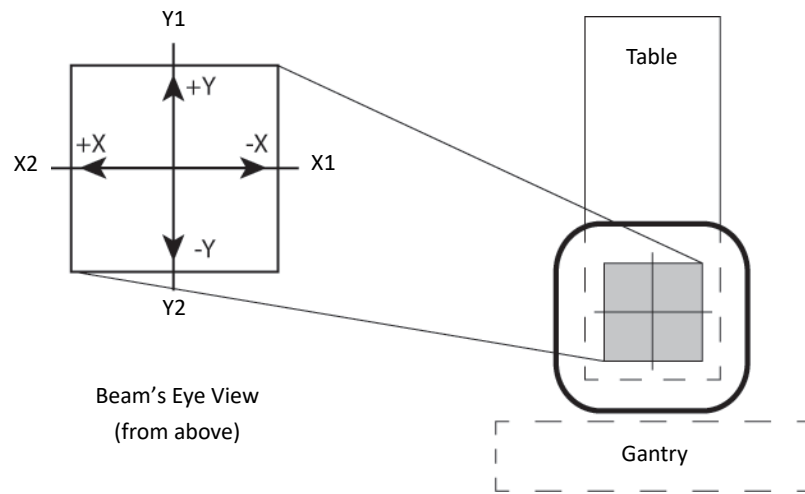 Y1
Table
+Y
+X
-X
X2
X1
-Y
Y2
Beam’s Eye View
(from above)
Gantry